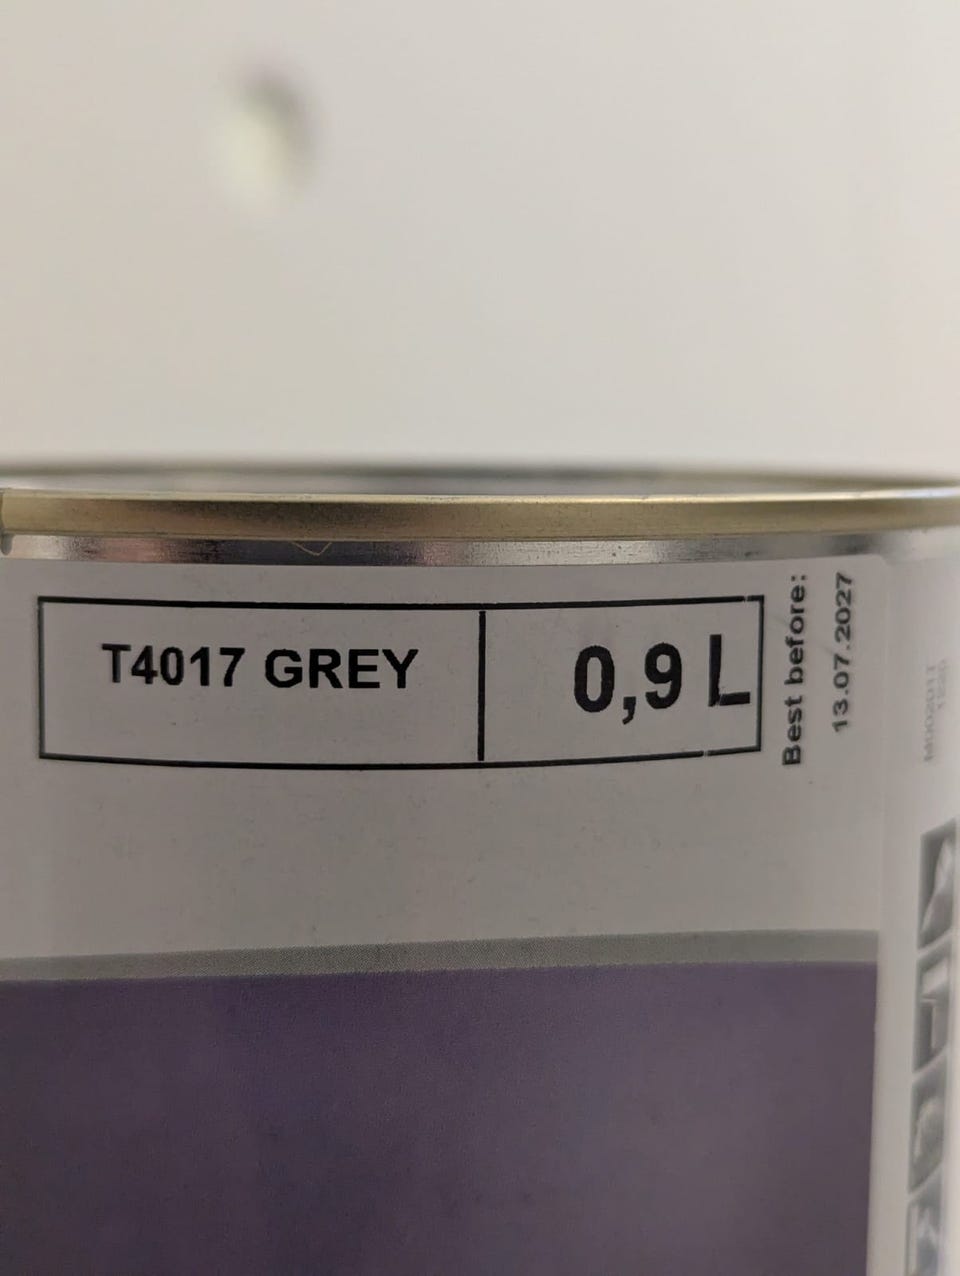 T4017 GREY
0,9 L
Best before:
13.07.2027